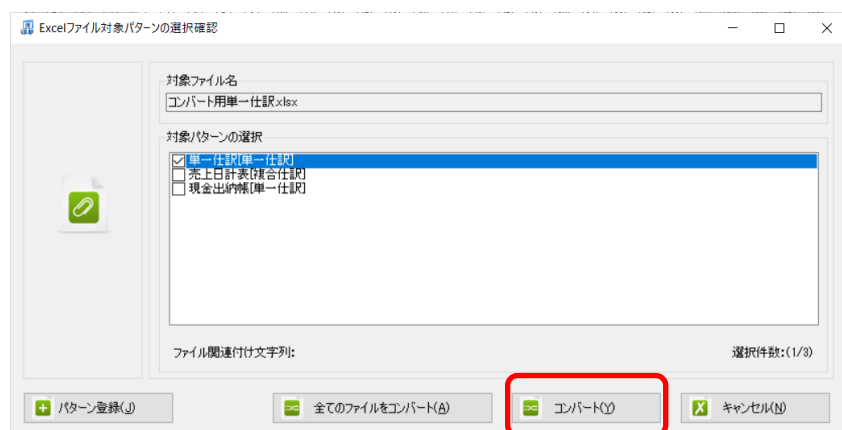 Excelファイル対象パターンの選択確認
対象ファイル名
コンバート用単一仕訳.xlsx
対象パターンの選択
単一仕訳[単一仕訳]
売上日計表[複合仕訳]
現金出納帳[単一仕訳]
ファイル関連付け文字列:
選択件数:(1/3)
パターン登録(J)
全てのファイルをコンバート(A)
コンバート(Y)
キャンセル(N)